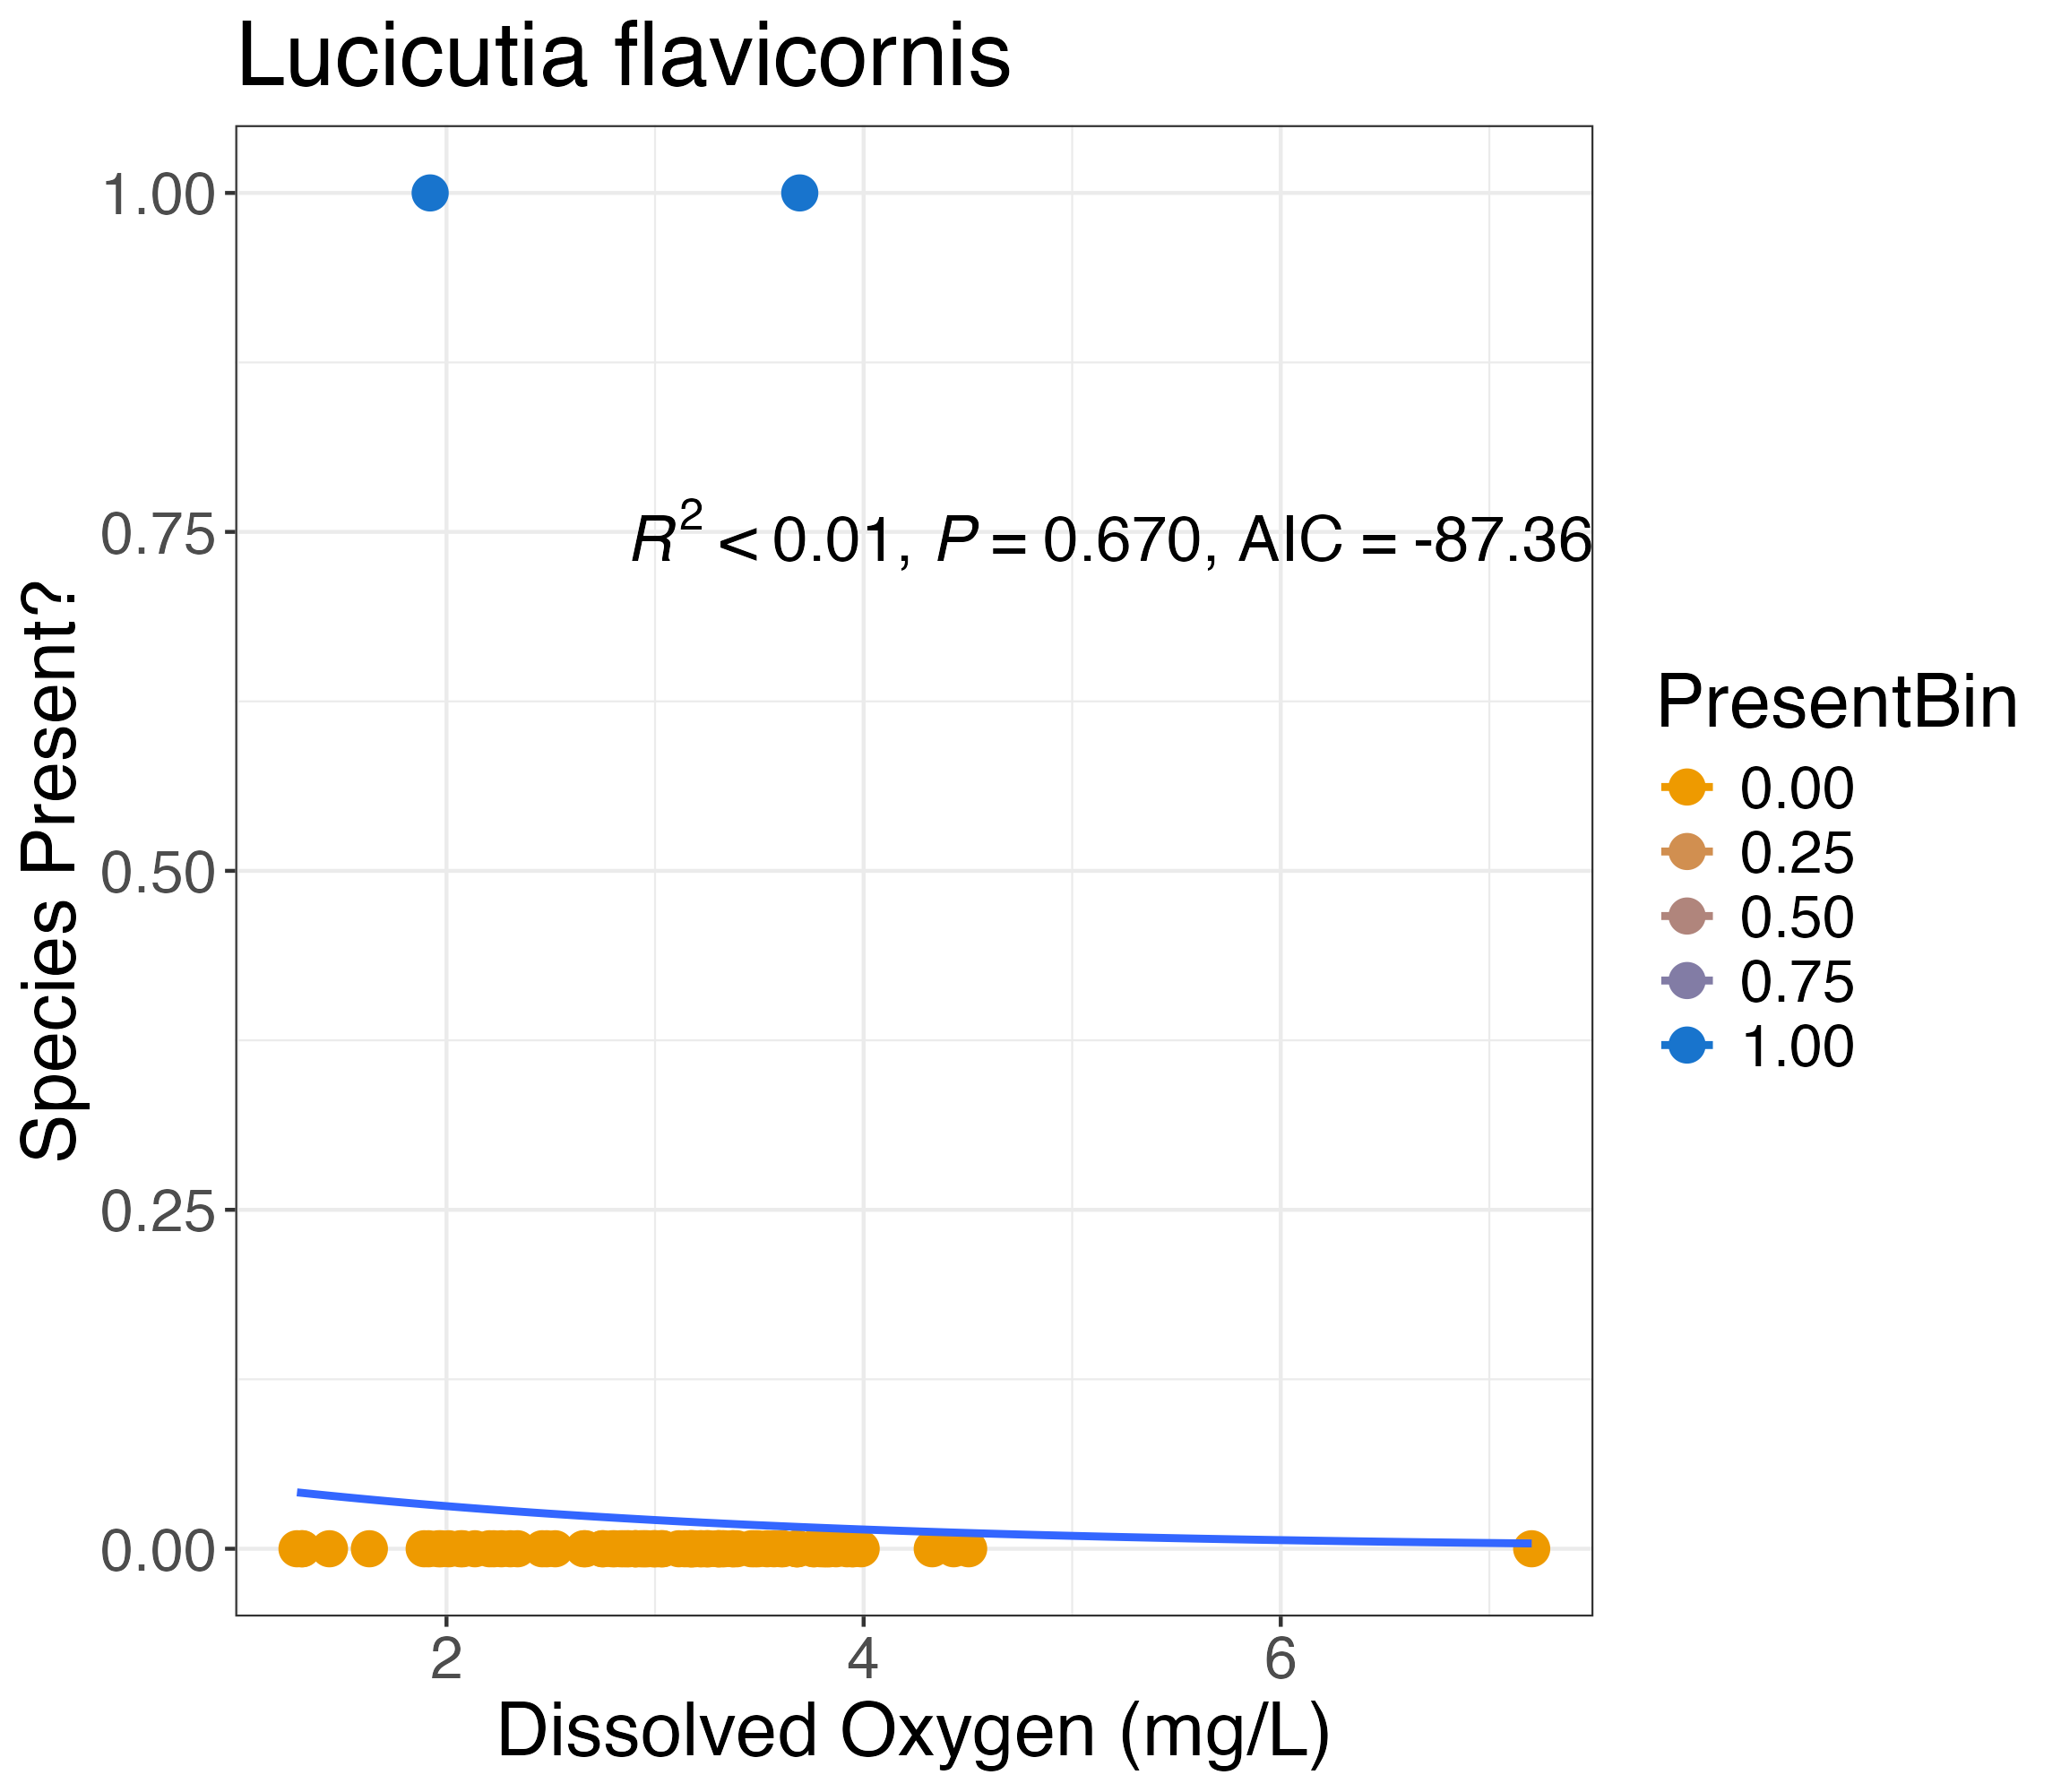 Lucicutia flavicornis
1.00
0.75
0.50
0.25
0.00
Species Present?
R² < 0.01, P = 0.670, AIC = -87.36
2 4 6
Dissolved Oxygen (mg/L)
PresentBin
0.00
0.25
0.50
0.75
1.00